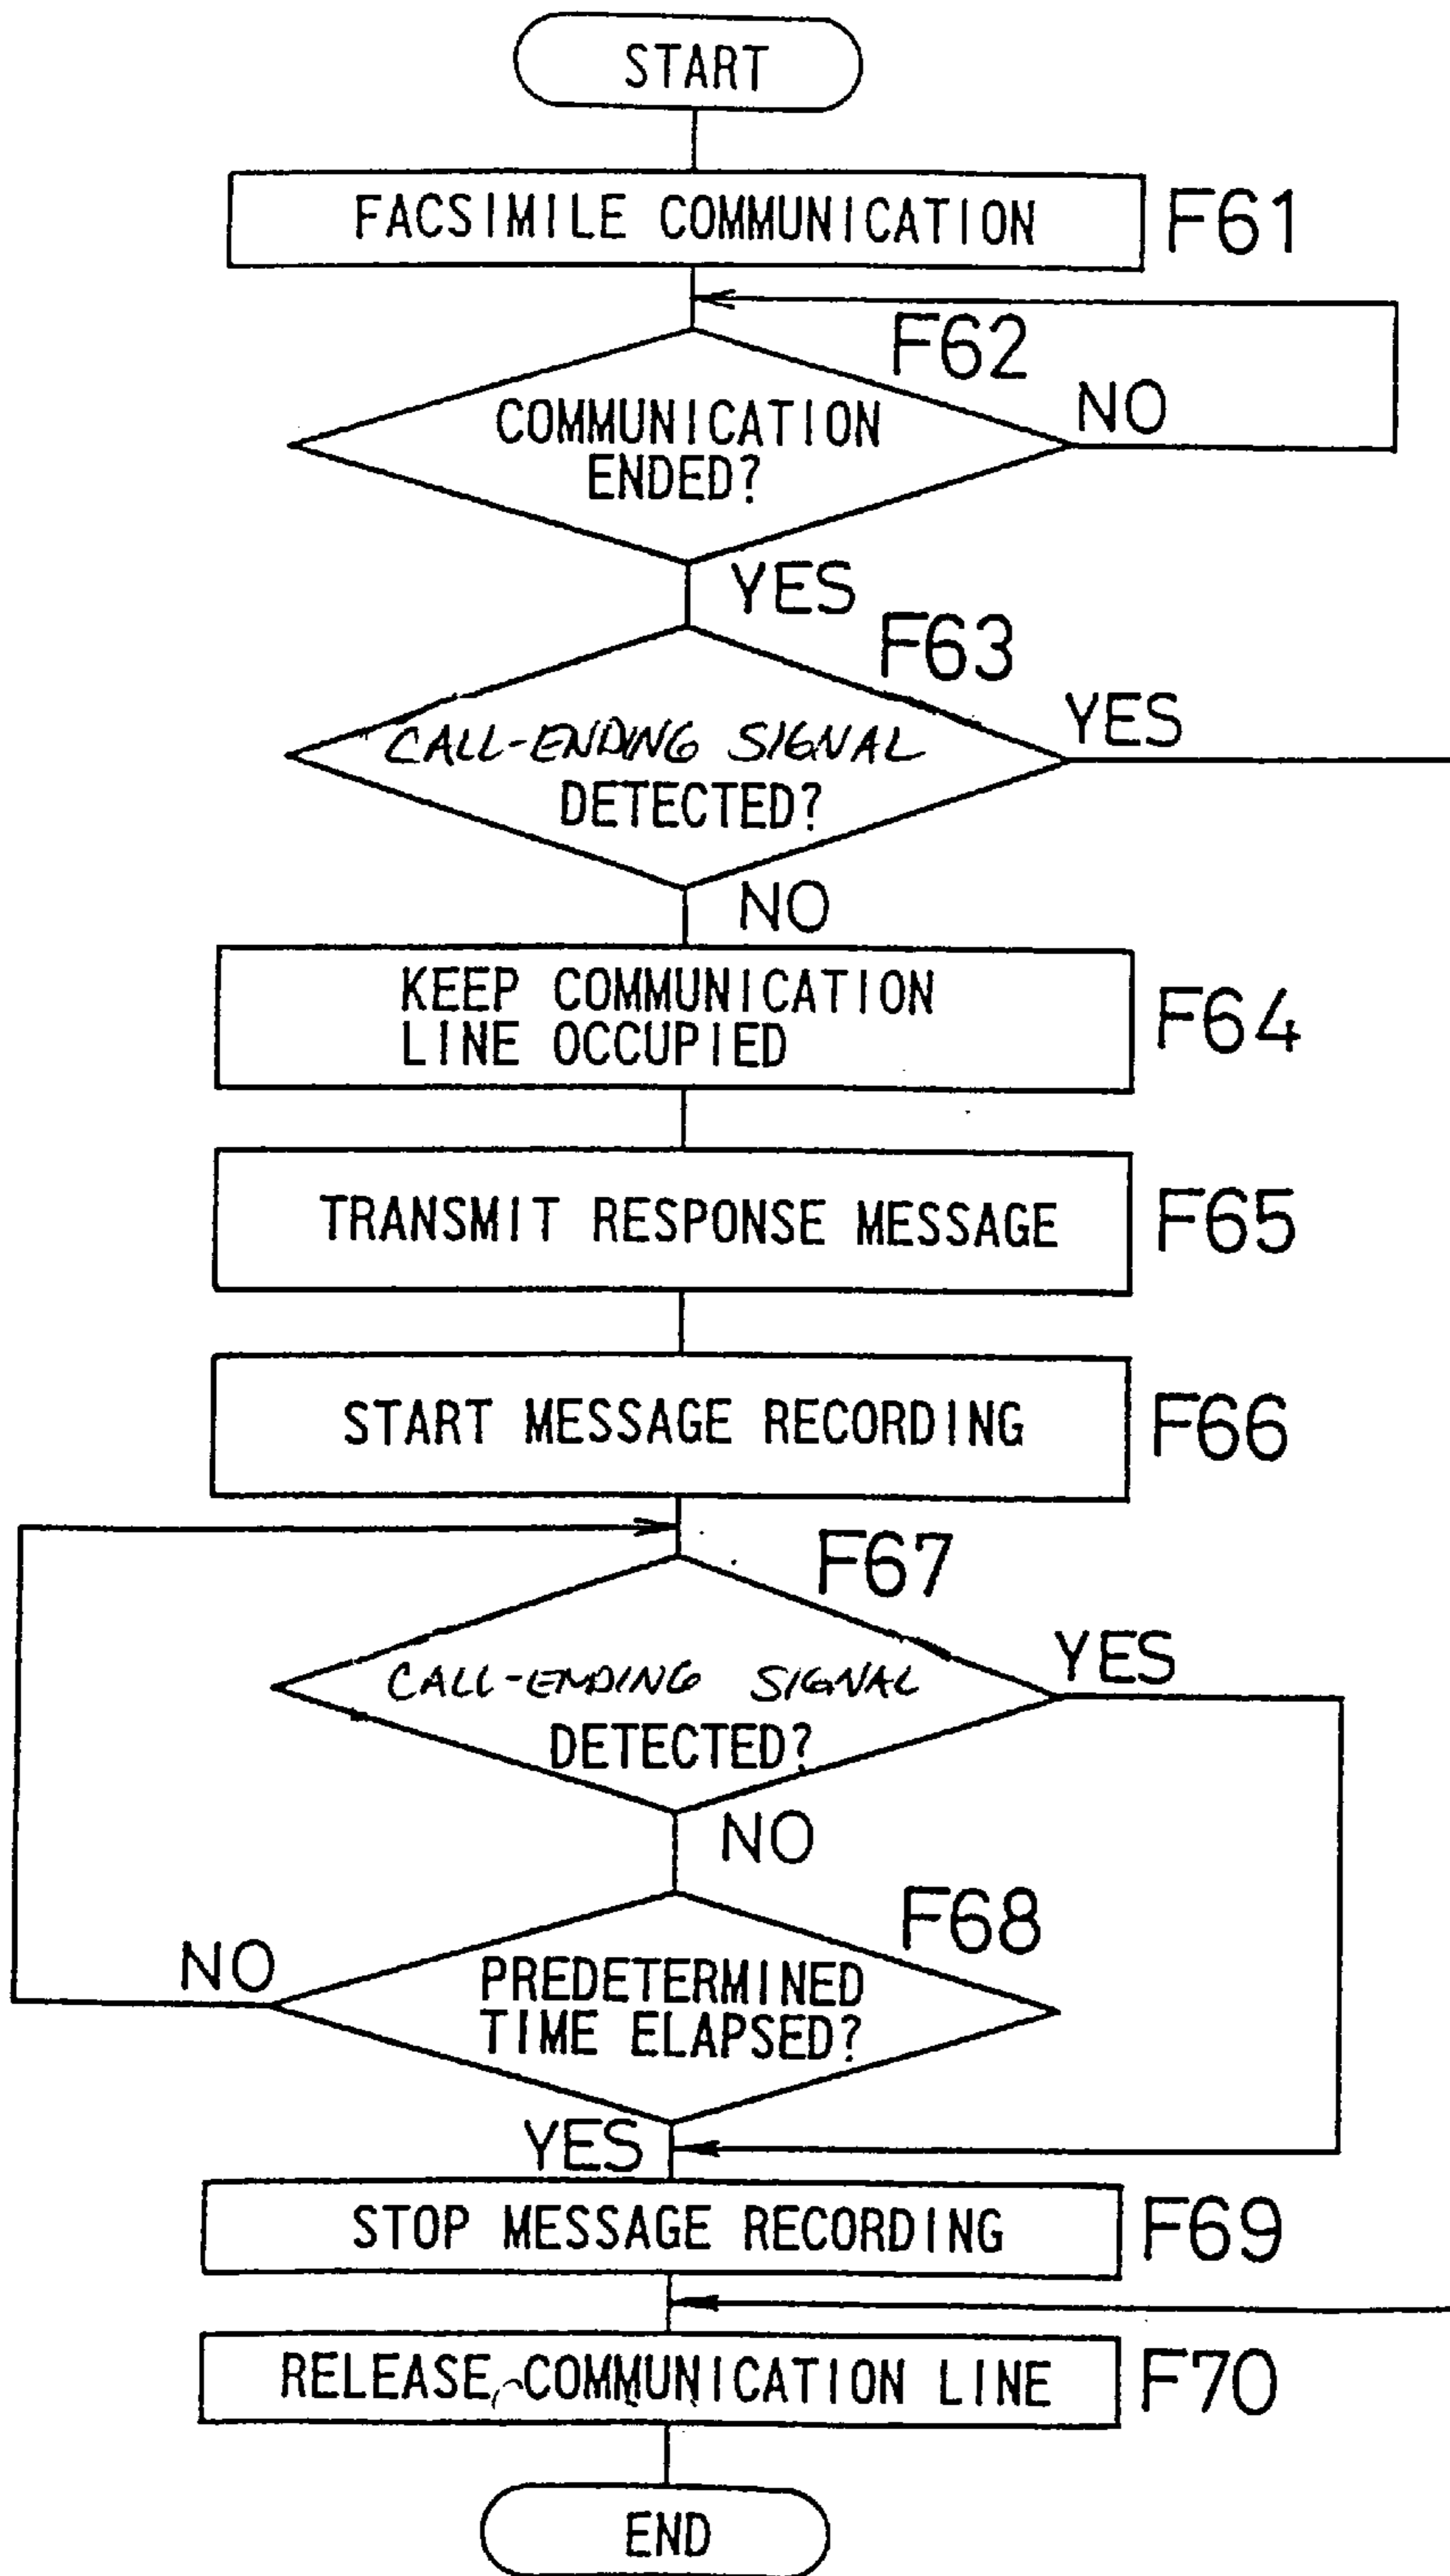 START
FACSIMILE COMMUNICATION
F61
F62
COMMUNICATION
ENDED?
NO
YES
F63
CALL-ENDING SIGNAL
DETECTED?
YES
NO
KEEP COMMUNICATION
LINE OCCUPIED
F64
TRANSMIT RESPONSE MESSAGE
F65
START MESSAGE RECORDING
F66
F67
CALL-ENDING SIGNAL
DETECTED?
YES
NO
F68
NO
PREDETERMINED
TIME ELAPSED?
YES
STOP MESSAGE RECORDING
F69
RELEASE COMMUNICATION LINE
F70
END